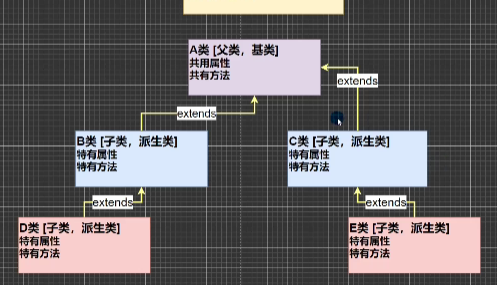 A类 [父类，基类]
共用属性
共有方法
extends
extends
B类 [子类，派生类]
特有属性
特有方法
C类 [子类，派生类]
特有属性
特有方法
extends
extends
D类 [子类，派生类]
特有属性
特有方法
E类 [子类，派生类]
特有属性
特有方法